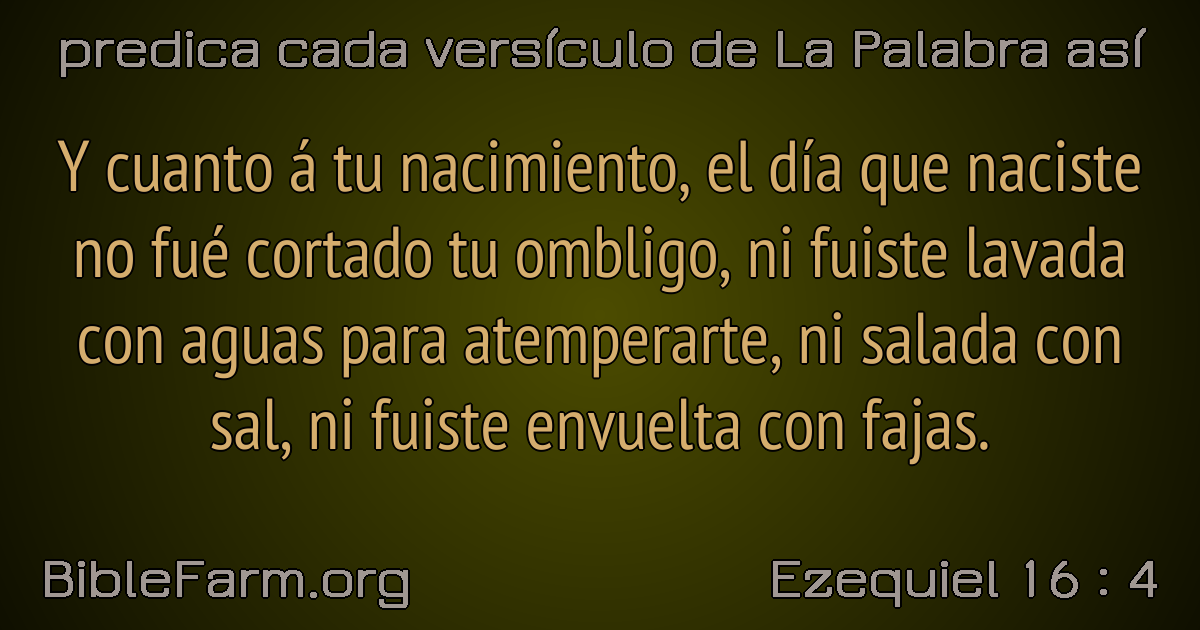 predica cada versículo de La Palabra así
Y cuanto á tu nacimiento, el día que naciste
no fué cortado tu ombligo, ni fuiste lavada
con aguas para atemperarte, ni salada con
sal, ni fuiste envuelta con fajas.
BibleFarm.org
Ezequiel 16 : 4